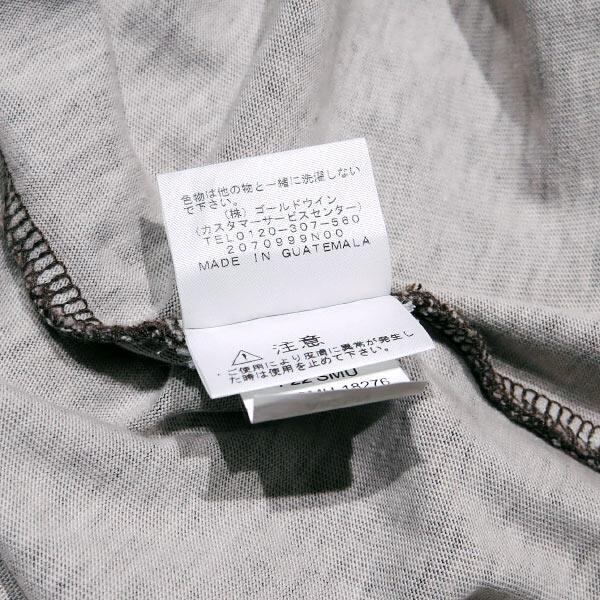 色物は他の物と一緒に洗濯しない
で下さい。
(株)ゴールドウイン
(カスタマーサービスセンター)
TEL0120-307-560
2070999N00
MADE IN GUATEMALA
注意
・ご使用により皮膚に異常が発生し
た時は使用を止めて下さい。
22 SMU
18276